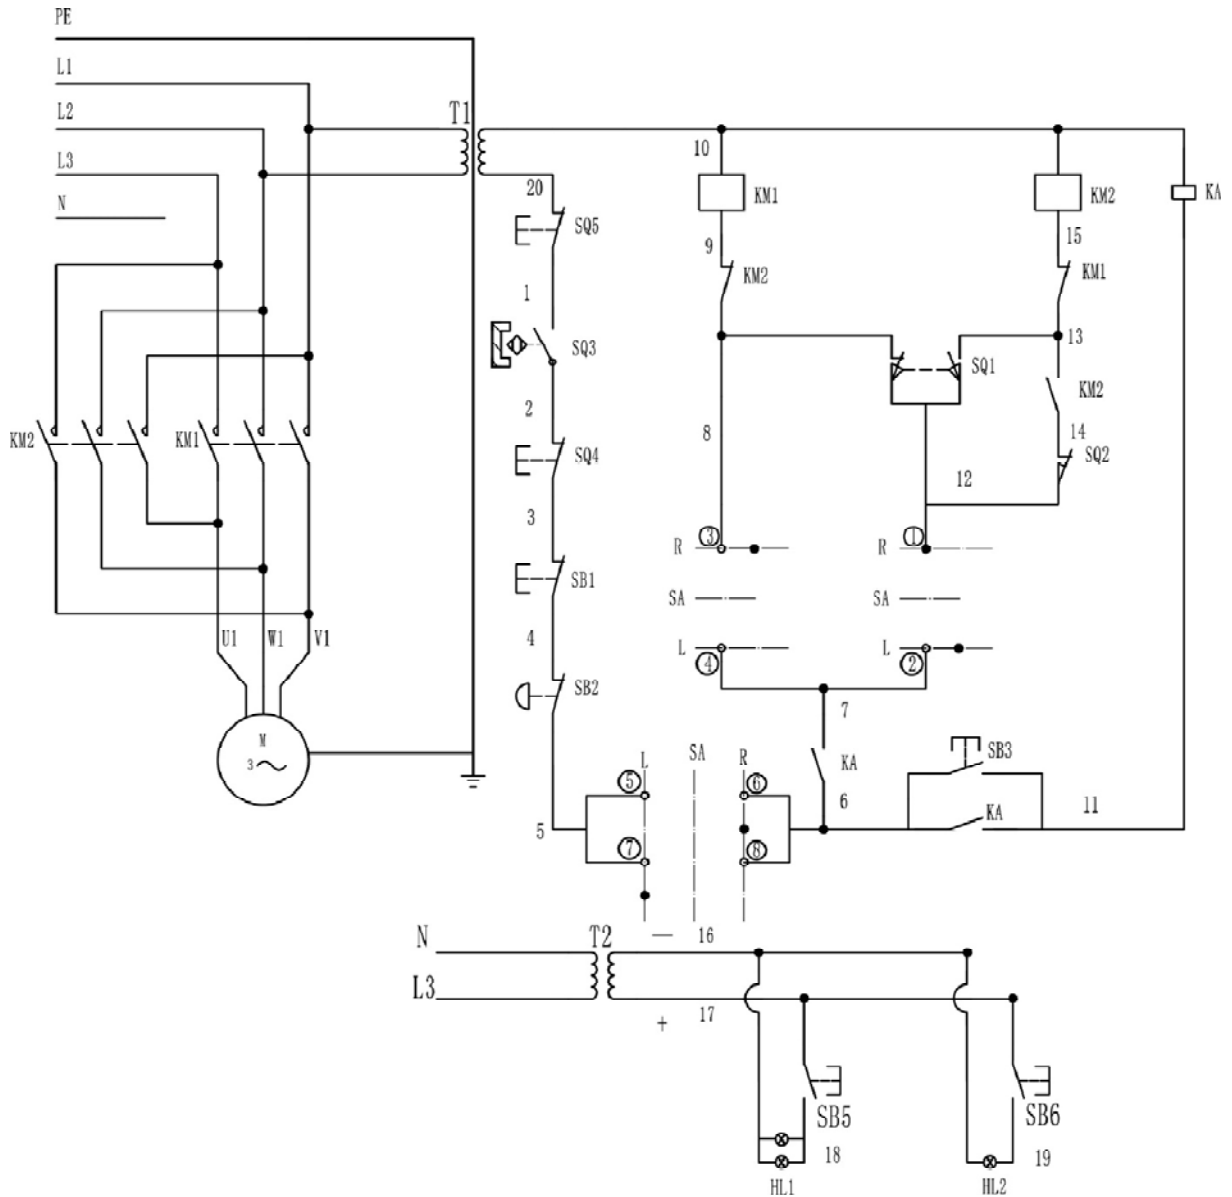 PE
L1
L2
T1
L3
10
20
N
KM1
KM2
KA
SQ5
9
15
KM2
KM1
1
SQ3
13
SQ1
KM2
2
8
14
KM2
KM1
SQ4
SQ2
12
3
R
3
R
1
SB1
SA
SA
4
U1
W1
V1
L
4
L
2
SB2
7
M
3
L
SA
R
KA
SB3
5
6
6
KA
11
5
7
8
N
T2
16
L3
17
+
SB5
SB6
18
19
HL1
HL2